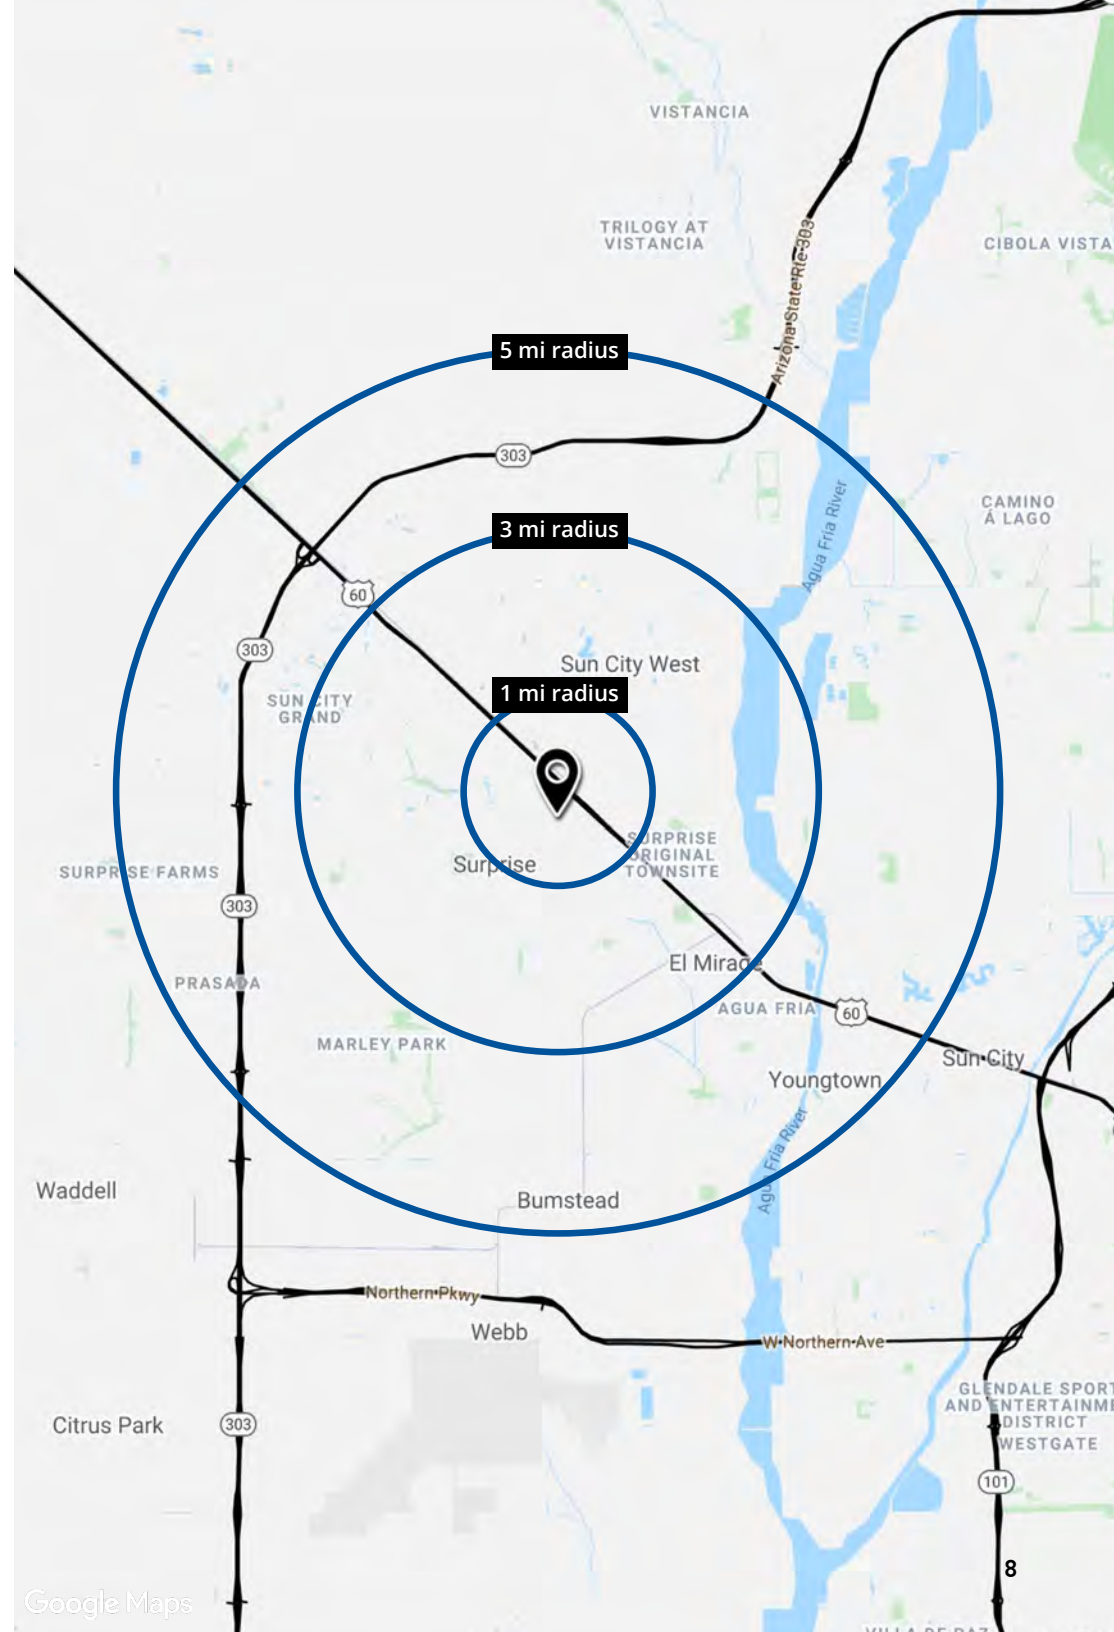 VISTANCIA
TRILOGY AT
VISTANCIA
CIBOLA VISTA
Arizona State Rte 303
5 mi radius
303
CAMINO
Á LAGO
3 mi radius
Agua Fria River
60
303
Sun City West
1 mi radius
SUN CITY
GRAND
SURPRISE
ORIGINAL
TOWNSITE
Surprise
SURPRISE FARMS
303
El Mirage
PRASADA
AGUA FRIA
60
MARLEY PARK
Sun City
Youngtown
Agua Fria River
Waddell
Bumstead
Northern Pkwy
Webb
W Northern Ave
GLENDALE SPORT
AND ENTERTAINME
DISTRICT
WESTGATE
Citrus Park
303
101
8
Google Maps